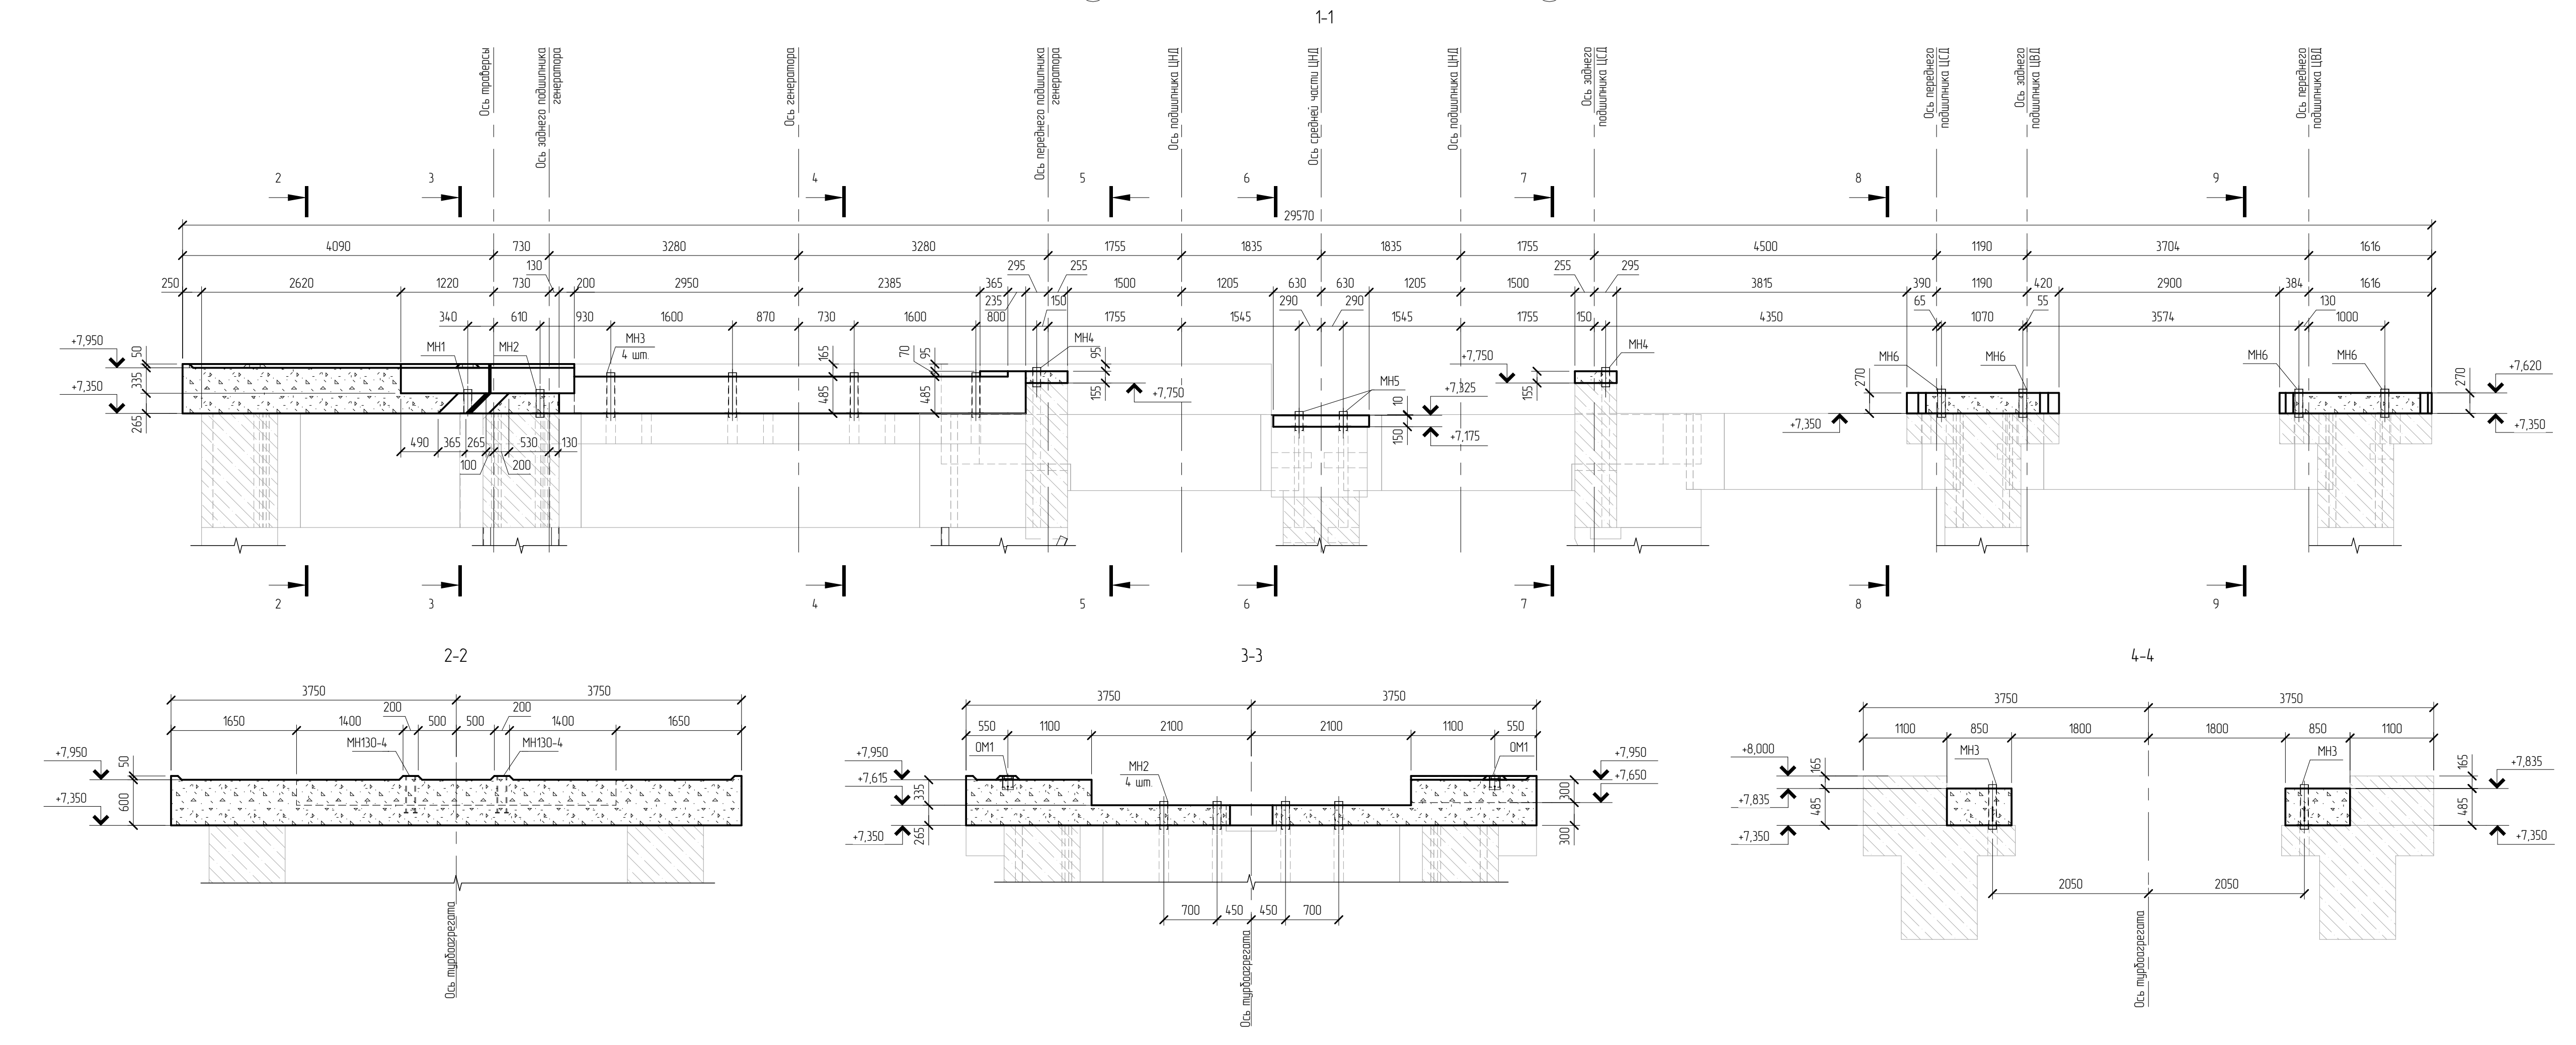 1-1
Ось траверсы
Ось заднего подшипника
генератора
Ось генератора
Ось переднего подшипника
генератора
Ось подшипника ЦНД
Ось средней части ЦНД
Ось подшипника ЦНД
Ось заднего
подшипника ЦСД
Ось переднего
подшипника ЦСД
Ось заднего
подшипника ЦВД
Ось переднего
подшипника ЦВД
2 3 4 5 6 7 8 9
29570
4090 730 3280 3280 1755 1835 1835 1755 4500 1190 3704 1616
130 295 255 255 295
250 2620 1220 730 200 2950 2385 365 1500 1205 630 630 1205 1500 3815 390 1190 420 2900 384 1616
235 150 290 290 65 55 130
340 610 930 1600 870 730 1600 800 1755 1545 1545 1755 150 4350 1070 3574 1000
+7,950 50 МН1 МН2 МН3 165 70 95 МН4 95 +7,750 МН4 МН6 МН6 МН6 МН6 +7,620
4 шт.
335 485 485 155 +7,750 МН5 +7,325 155 270 270
+7,350 10
265 150 +7,175 +7,350 +7,350
490 365 265 530 130
100 200
2 3 4 5 6 7 8 9
2-2
3750 3750
200 200
1650 1400 500 500 1400 1650
МН130-4 МН130-4
+7,950 50
+7,350 600
Ось турбоагрегата
3-3
3750 3750
550 1100 2100 2100 1100 550
+7,950 ОМ1 ОМ1 +7,950
МН2
4 шт.
+7,615 335 300 +7,650
+7,350 265 300
700 450 450 700
Ось турбоагрегата
4-4
3750 3750
1100 850 1800 1800 850 1100
+8,000 165 МН3 МН3 165 +7,835
+7,835 485 485
+7,350 +7,350
2050 2050
Ось турбоагрегата